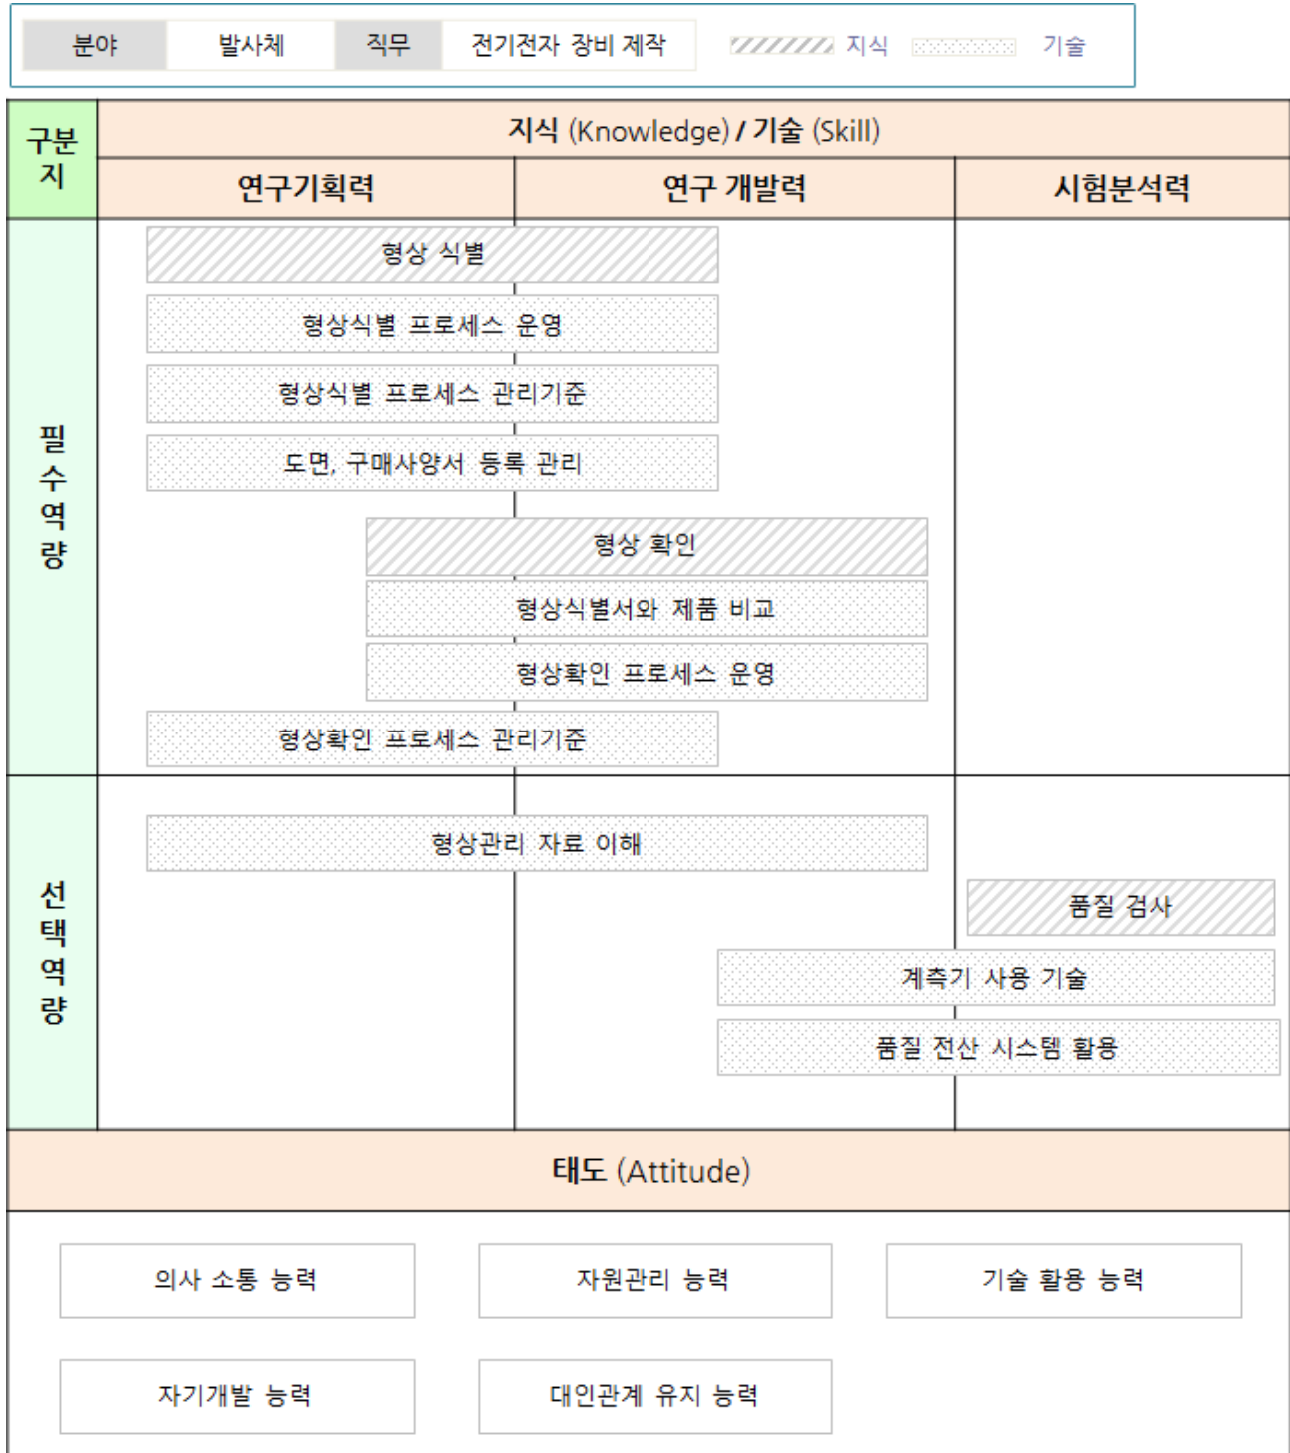 분야 발사체 직무 전기전자 장비 제작 지식 기술
구분
지
지식 (Knowledge) / 기술 (Skill)
연구기획력 연구 개발력 시험분석력
필
수
역
량
형상 식별
형상식별 프로세스 운영
형상식별 프로세스 관리기준
도면, 구매사양서 등록 관리
형상 확인
형상식별서와 제품 비교
형상확인 프로세스 운영
형상확인 프로세스 관리기준
선
택
역
량
형상관리 자료 이해
품질 검사
계측기 사용 기술
품질 전산 시스템 활용
태도 (Attitude)
의사 소통 능력 자원관리 능력 기술 활용 능력
자기개발 능력 대인관계 유지 능력